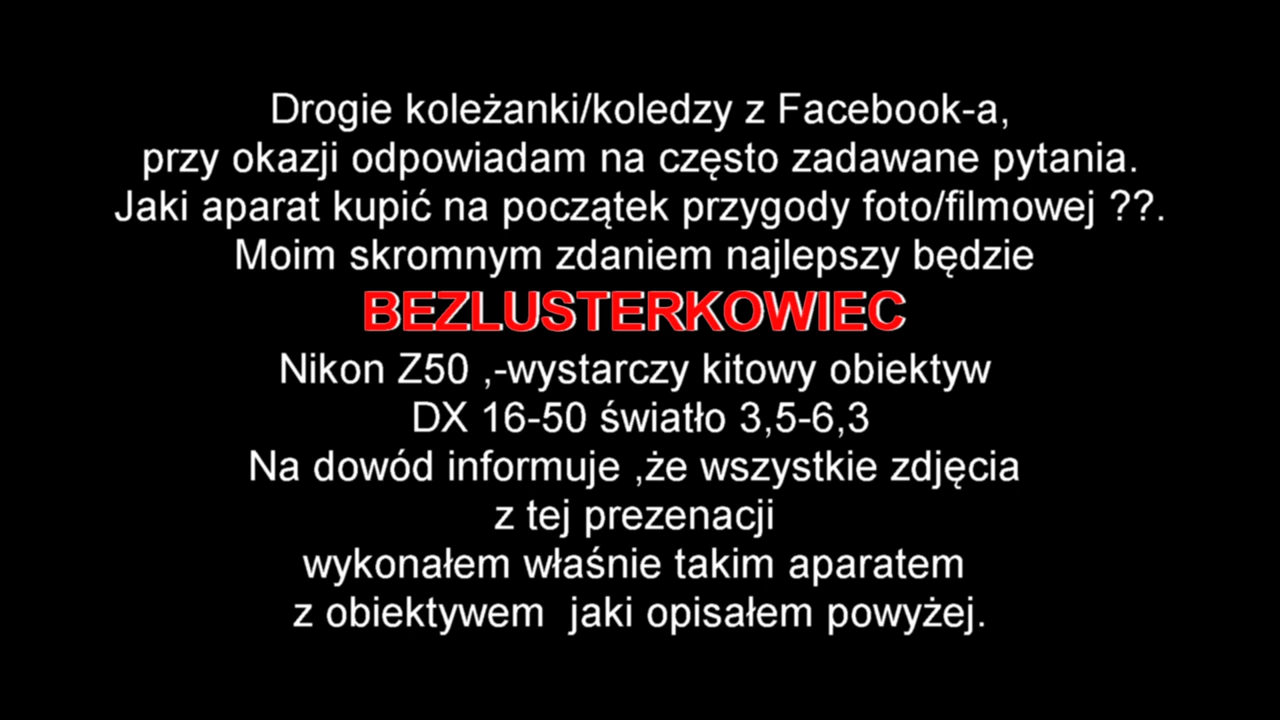 Drogie koleżanki/koledzy z Facebook-a,
przy okazji odpowiadam na często zadawane pytania.
Jaki aparat kupić na początek przygody foto/filmowej ??.
Moim skromnym zdaniem najlepszy będzie
BEZLUSTERKOWIEC
Nikon Z50 ,-wystarczy kitowy obiektyw
DX 16-50 światło 3,5-6,3
Na dowód informuje ,że wszystkie zdjęcia
z tej prezenacji
wykonałem właśnie takim aparatem
z obiektywem  jaki opisałem powyżej.